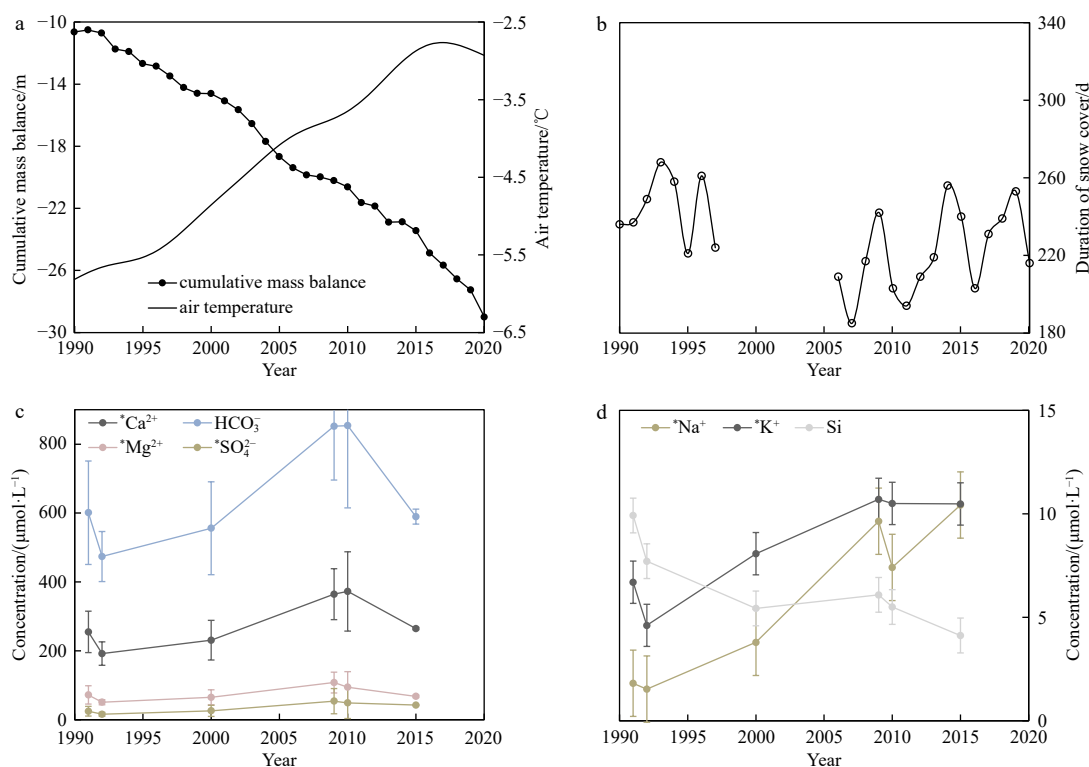 a
−10
−14
−18
−22
−26
−30
Cumulative mass balance/m
−2.5
−3.5
−4.5
−5.5
−6.5
Air temperature/℃
cumulative mass balance
air temperature
1990 1995 2000 2005 2010 2015 2020
Year
b
340
300
260
220
180
Duration of snow cover/d
1990 1995 2000 2005 2010 2015 2020
Year
c
*Ca²⁺ HCO₃⁻
*Mg²⁺ *SO₄²⁻
800
600
400
200
0
Concentration/(μmol·L⁻¹)
1990 1995 2000 2005 2010 2015 2020
Year
d
*Na⁺ *K⁺ Si
15
10
5
0
Concentration/(μmol·L⁻¹)
1990 1995 2000 2005 2010 2015 2020
Year